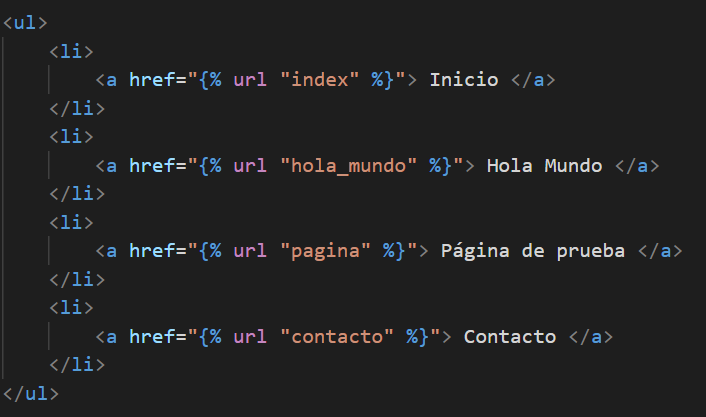 <ul>
<li>
<a href="{% url "index" %}"> Inicio </a>
</li>
<li>
<a href="{% url "hola_mundo" %}"> Hola Mundo </a>
</li>
<li>
<a href="{% url "pagina" %}"> Página de prueba </a>
</li>
<li>
<a href="{% url "contacto" %}"> Contacto </a>
</li>
</ul>